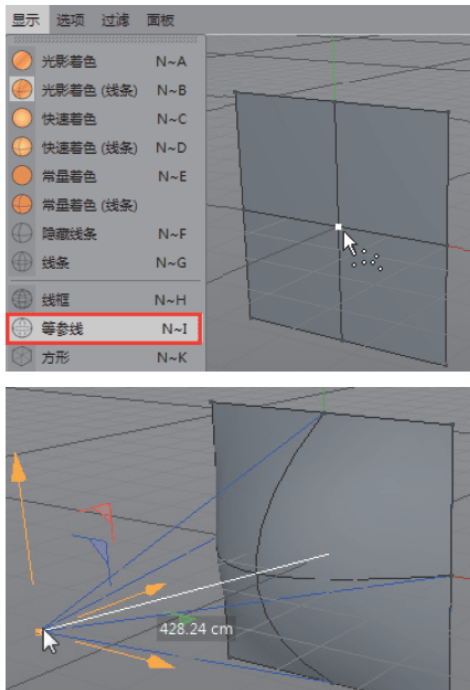 显示 选项 过滤 面板
光影着色 N~A
光影着色 (线条) N~B
快速着色 N~C
快速着色 (线条) N~D
常量着色 N~E
常量着色 (线条)
隐藏线条 N~F
线条 N~G
线框 N~H
等参线 N~I
方形 N~K
428.24 cm